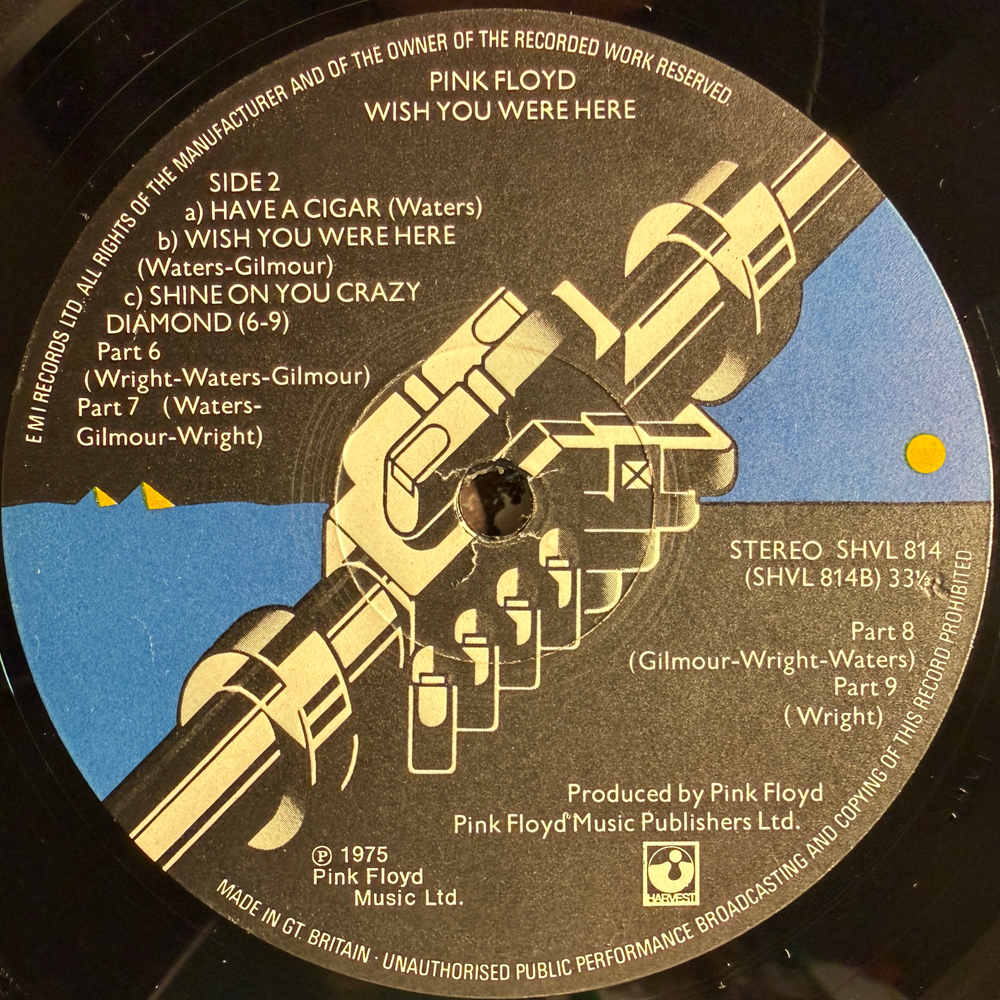 E M I RECORDS LTD. ALL RIGHTS OF THE MANUFACTURER AND OF THE OWNER OF THE RECORDED WORK RESERVED.
PINK FLOYD
WISH YOU WERE HERE
SIDE 2
a) HAVE A CIGAR (Waters)
b) WISH YOU WERE HERE
(Waters-Gilmour)
c) SHINE ON YOU CRAZY
DIAMOND (6-9)
Part 6
(Wright-Waters-Gilmour)
Part 7 (Waters-
Gilmour-Wright)
STEREO SHVL 814
(SHVL 814B) 33⅓
Part 8
(Gilmour-Wright-Waters)
Part 9
(Wright)
Produced by Pink Floyd
Pink Floyd Music Publishers Ltd.
℗ 1975
Pink Floyd
Music Ltd.
HARVEST
MADE IN GT. BRITAIN · UNAUTHORISED PUBLIC PERFORMANCE BROADCASTING AND COPYING OF THIS RECORD PROHIBITED